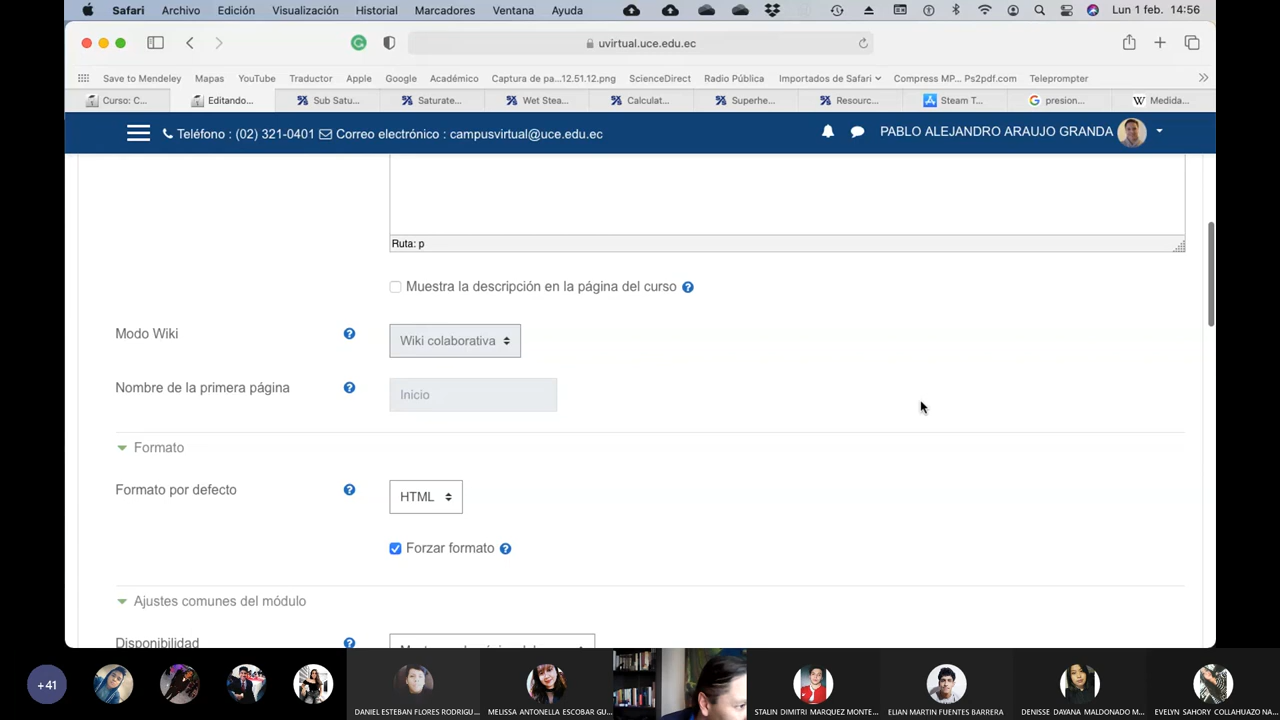 Safari Archivo Edición Visualización Historial Marcadores Ventana Ayuda Lun 1 feb. 14:56
uvirtual.uce.edu.ec
Save to Mendeley Mapas YouTube Traductor Apple Google Académico Captura de pa...12.51.12.png ScienceDirect Radio Pública Importados de Safari Compress MP... Ps2pdf.com Teleprompter
Curso: C... Editando... Sub Satu... Saturate... Wet Stea... Calculat... Superhe... Resourc... Steam T... presion... Medida...
Teléfono : (02) 321-0401 Correo electrónico : campusvirtual@uce.edu.ec PABLO ALEJANDRO ARAUJO GRANDA
Ruta: p
Muestra la descripción en la página del curso
Modo Wiki Wiki colaborativa
Nombre de la primera página Inicio
Formato
Formato por defecto HTML
Forzar formato
Ajustes comunes del módulo
Disponibilidad
+41 DANIEL ESTEBAN FLORES RODRIGU... MELISSA ANTONELLA ESCOBAR GU... STALIN DIMITRI MARQUEZ MONTE... ELIAN MARTIN FUENTES BARRERA DENISSE DAYANA MALDONADO M... EVELYN SAHORY COLLAHUAZO NA...